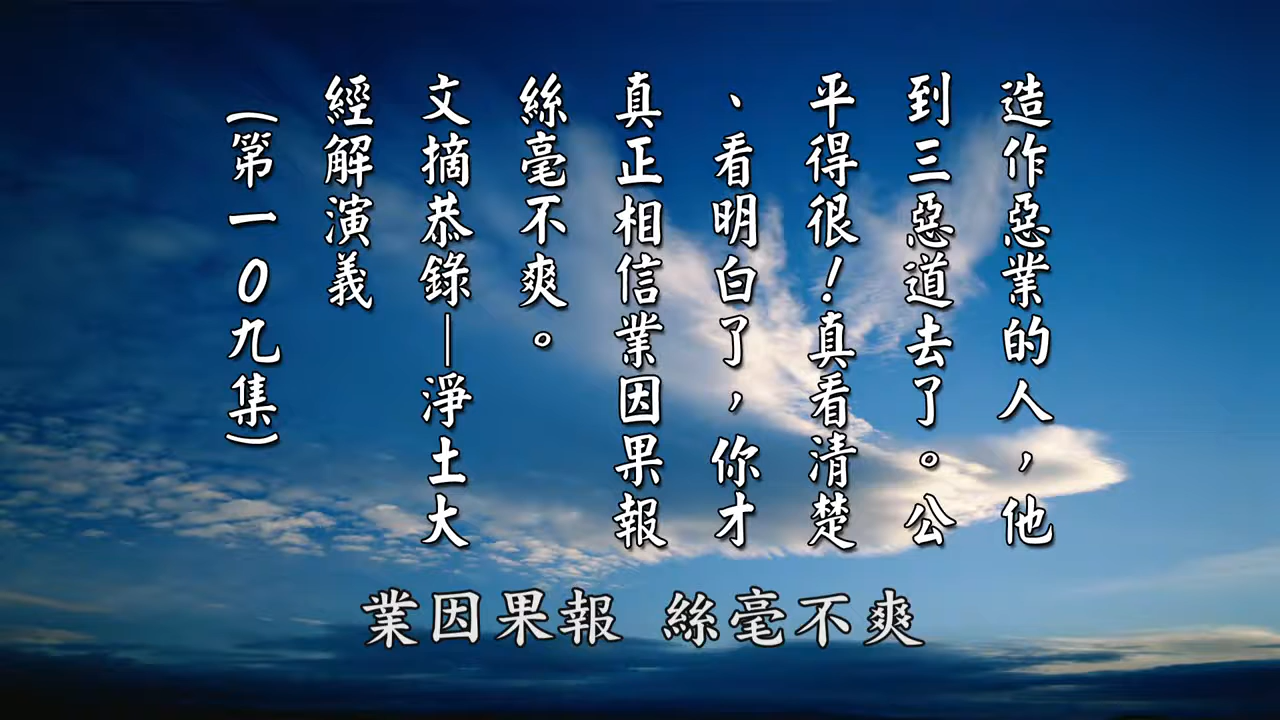 造作惡業的人，他
到三惡道去了。公
平得很！真看清楚
、看明白了，你才
真正相信業因果報
絲毫不爽。
文摘恭錄—淨土大
經解演義
（第一０九集）
業因果報 絲毫不爽